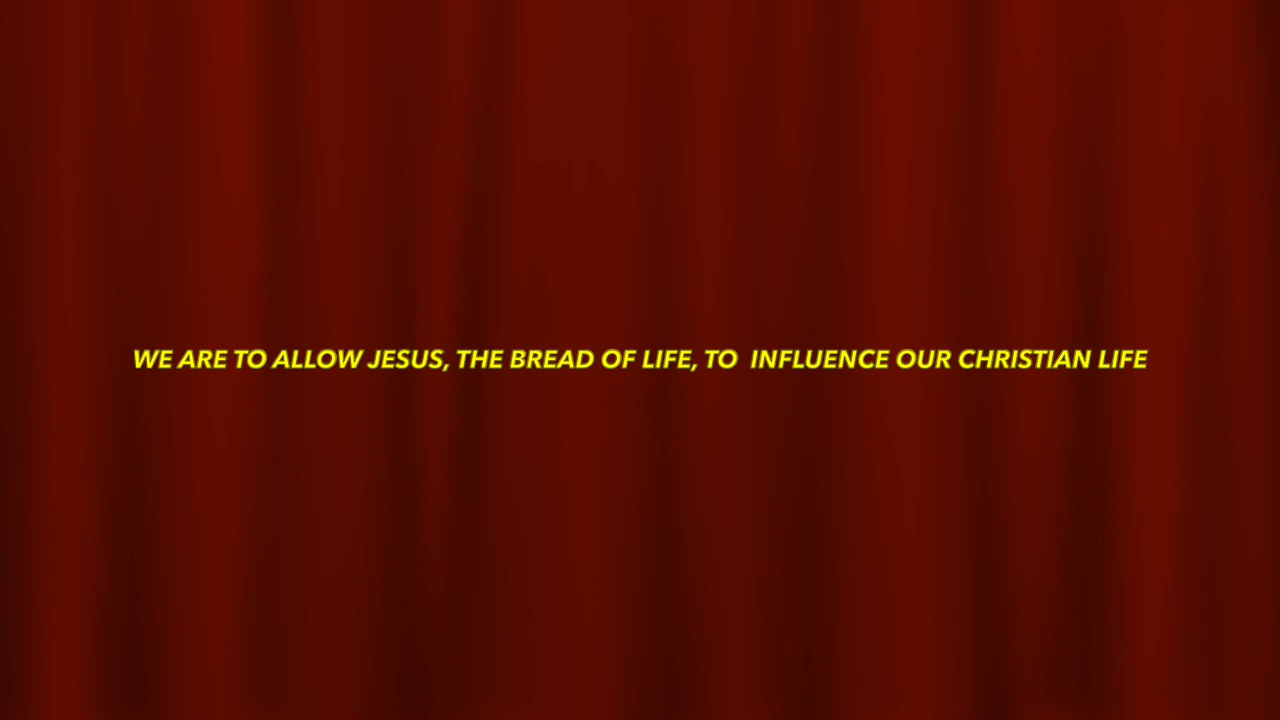 WE ARE TO ALLOW JESUS, THE BREAD OF LIFE, TO  INFLUENCE OUR CHRISTIAN LIFE